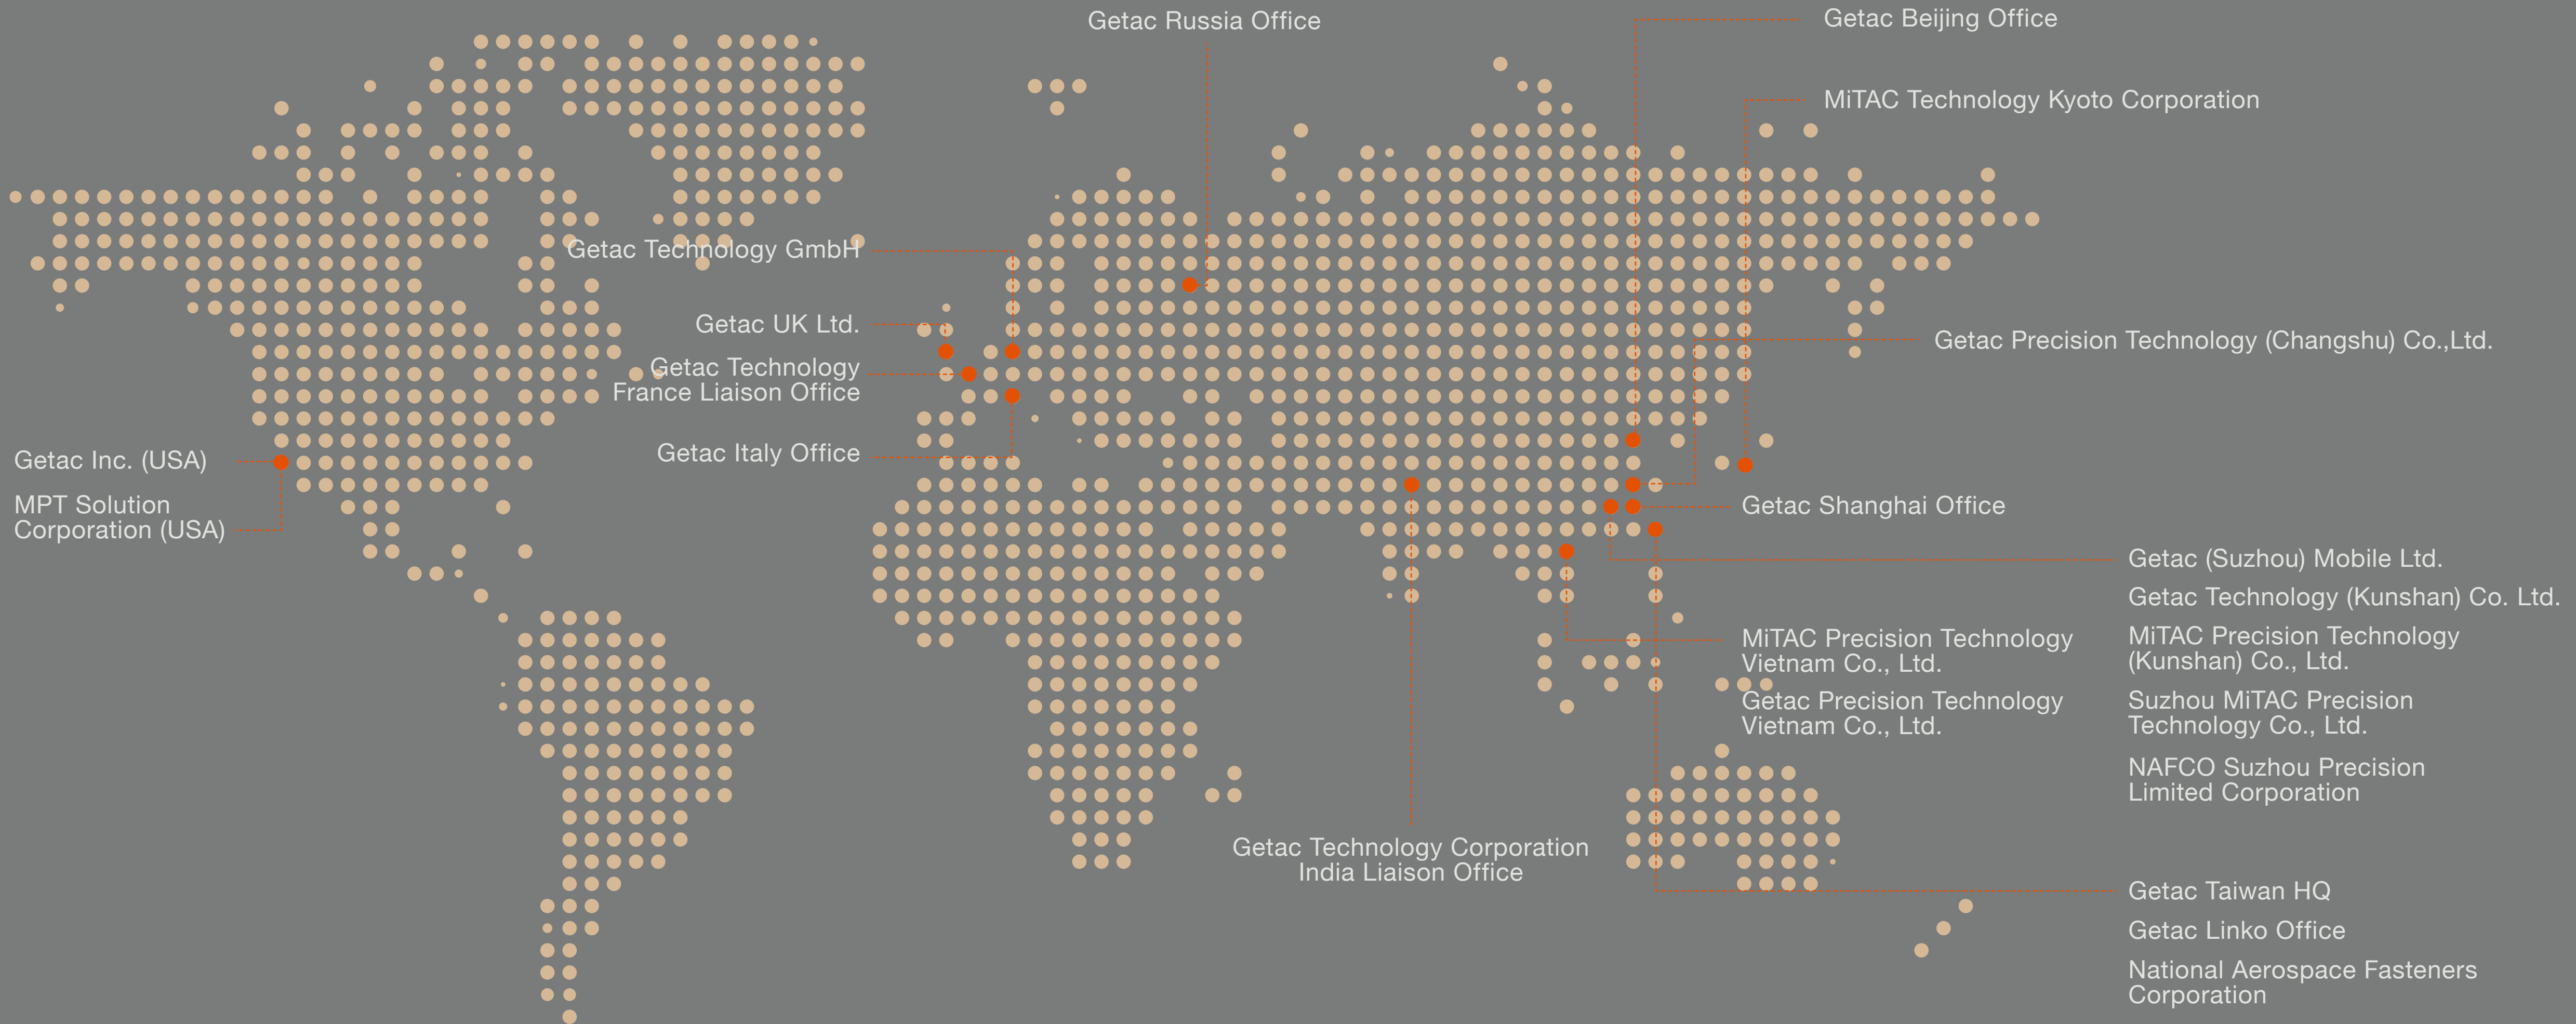 Getac Russia Office
Getac Beijing Office
MiTAC Technology Kyoto Corporation
Getac Technology GmbH
Getac UK Ltd.
Getac Technology
France Liaison Office
Getac Italy Office
Getac Inc. (USA)
MPT Solution
Corporation (USA)
Getac Precision Technology (Changshu) Co.,Ltd.
Getac Shanghai Office
Getac (Suzhou) Mobile Ltd.
Getac Technology (Kunshan) Co. Ltd.
MiTAC Precision Technology
(Kunshan) Co., Ltd.
Suzhou MiTAC Precision
Technology Co., Ltd.
NAFCO Suzhou Precision
Limited Corporation
MiTAC Precision Technology
Vietnam Co., Ltd.
Getac Precision Technology
Vietnam Co., Ltd.
Getac Technology Corporation
India Liaison Office
Getac Taiwan HQ
Getac Linko Office
National Aerospace Fasteners
Corporation